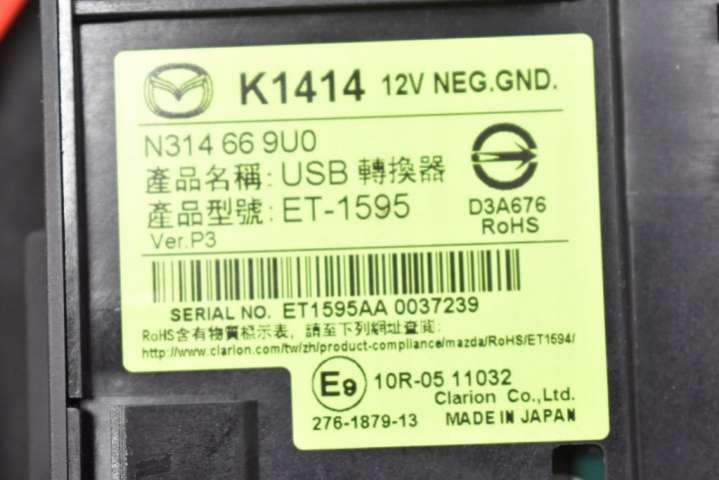 K1414 12V NEG.GND.
N314 66 9U0
產品名稱: USB 轉換器
產品型號: ET-1595
Ver.P3
D3A676
RoHS
SERIAL NO. ET1595AA 0037239
RoHS含有物質標示表, 請至下列網址查詢:
http://www.clarion.com/tw/zh/product-compliance/mazda/RoHS/ET1594/
E9 10R-05 11032
Clarion Co.,Ltd.
276-1879-13 MADE IN JAPAN